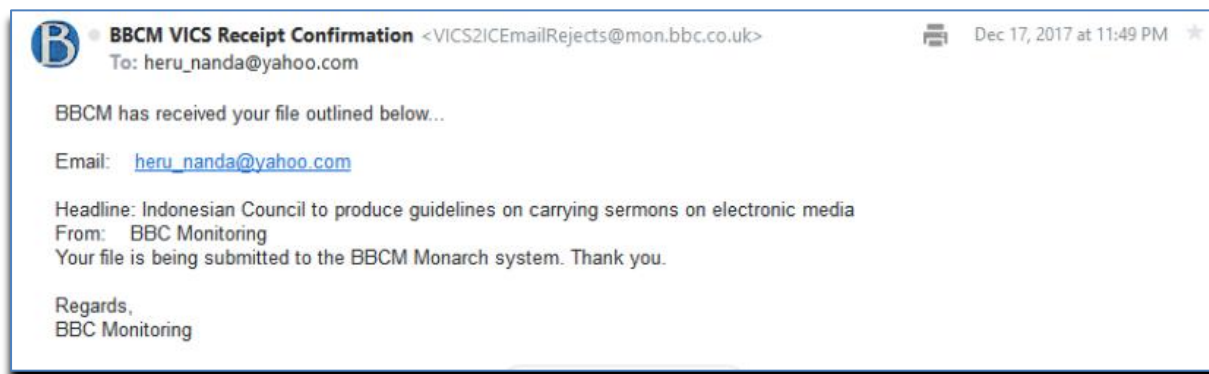 B
BBCM VICS Receipt Confirmation <VICS2ICEmailRejects@mon.bbc.co.uk> Dec 17, 2017 at 11:49 PM
To: heru_nanda@yahoo.com
BBCM has received your file outlined below...
Email: heru_nanda@yahoo.com
Headline: Indonesian Council to produce guidelines on carrying sermons on electronic media
From: BBC Monitoring
Your file is being submitted to the BBCM Monarch system. Thank you.
Regards,
BBC Monitoring